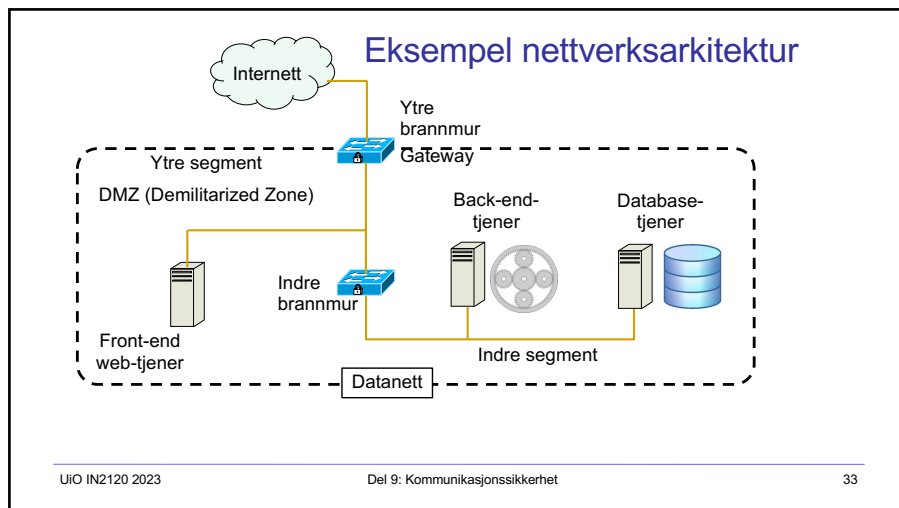 Eksempel nettverksarkitektur
Internett
Ytre
brannmur
Gateway
Ytre segment
DMZ (Demilitarized Zone)
Back-end-
tjener
Database-
tjener
Indre
brannmur
Front-end
web-tjener
Indre segment
Datanett
UiO IN2120 2023
Del 9: Kommunikasjonssikkerhet
33